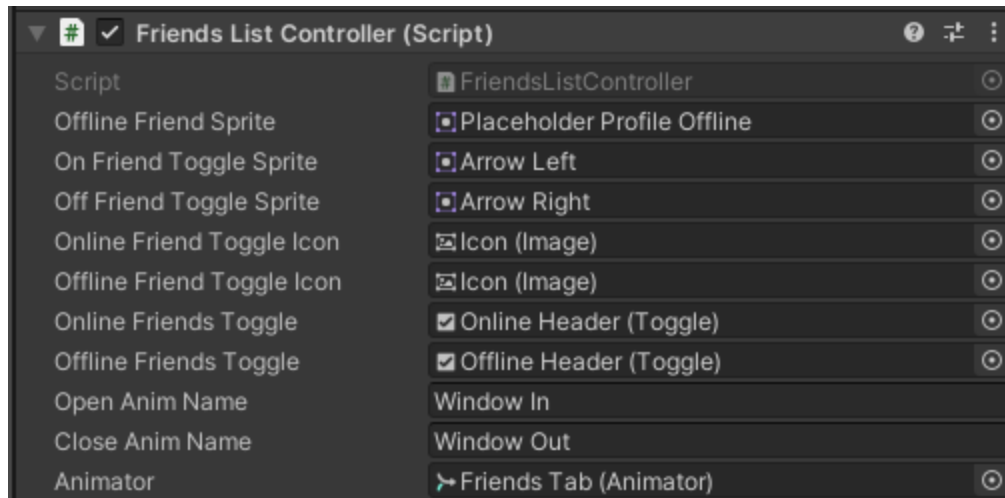 Friends List Controller (Script)
Script FriendsListController
Offline Friend Sprite Placeholder Profile Offline
On Friend Toggle Sprite Arrow Left
Off Friend Toggle Sprite Arrow Right
Online Friend Toggle Icon Icon (Image)
Offline Friend Toggle Icon Icon (Image)
Online Friends Toggle Online Header (Toggle)
Offline Friends Toggle Offline Header (Toggle)
Open Anim Name Window In
Close Anim Name Window Out
Animator Friends Tab (Animator)